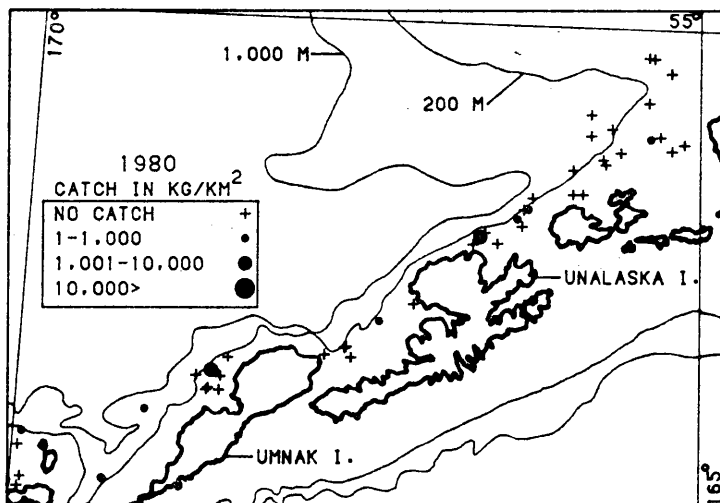 170°
55°
1,000 M
200 M
1980
CATCH IN KG/KM²
NO CATCH +
1-1,000
1,001-10,000
10,000>
UNALASKA I.
UMNAK I.
165°